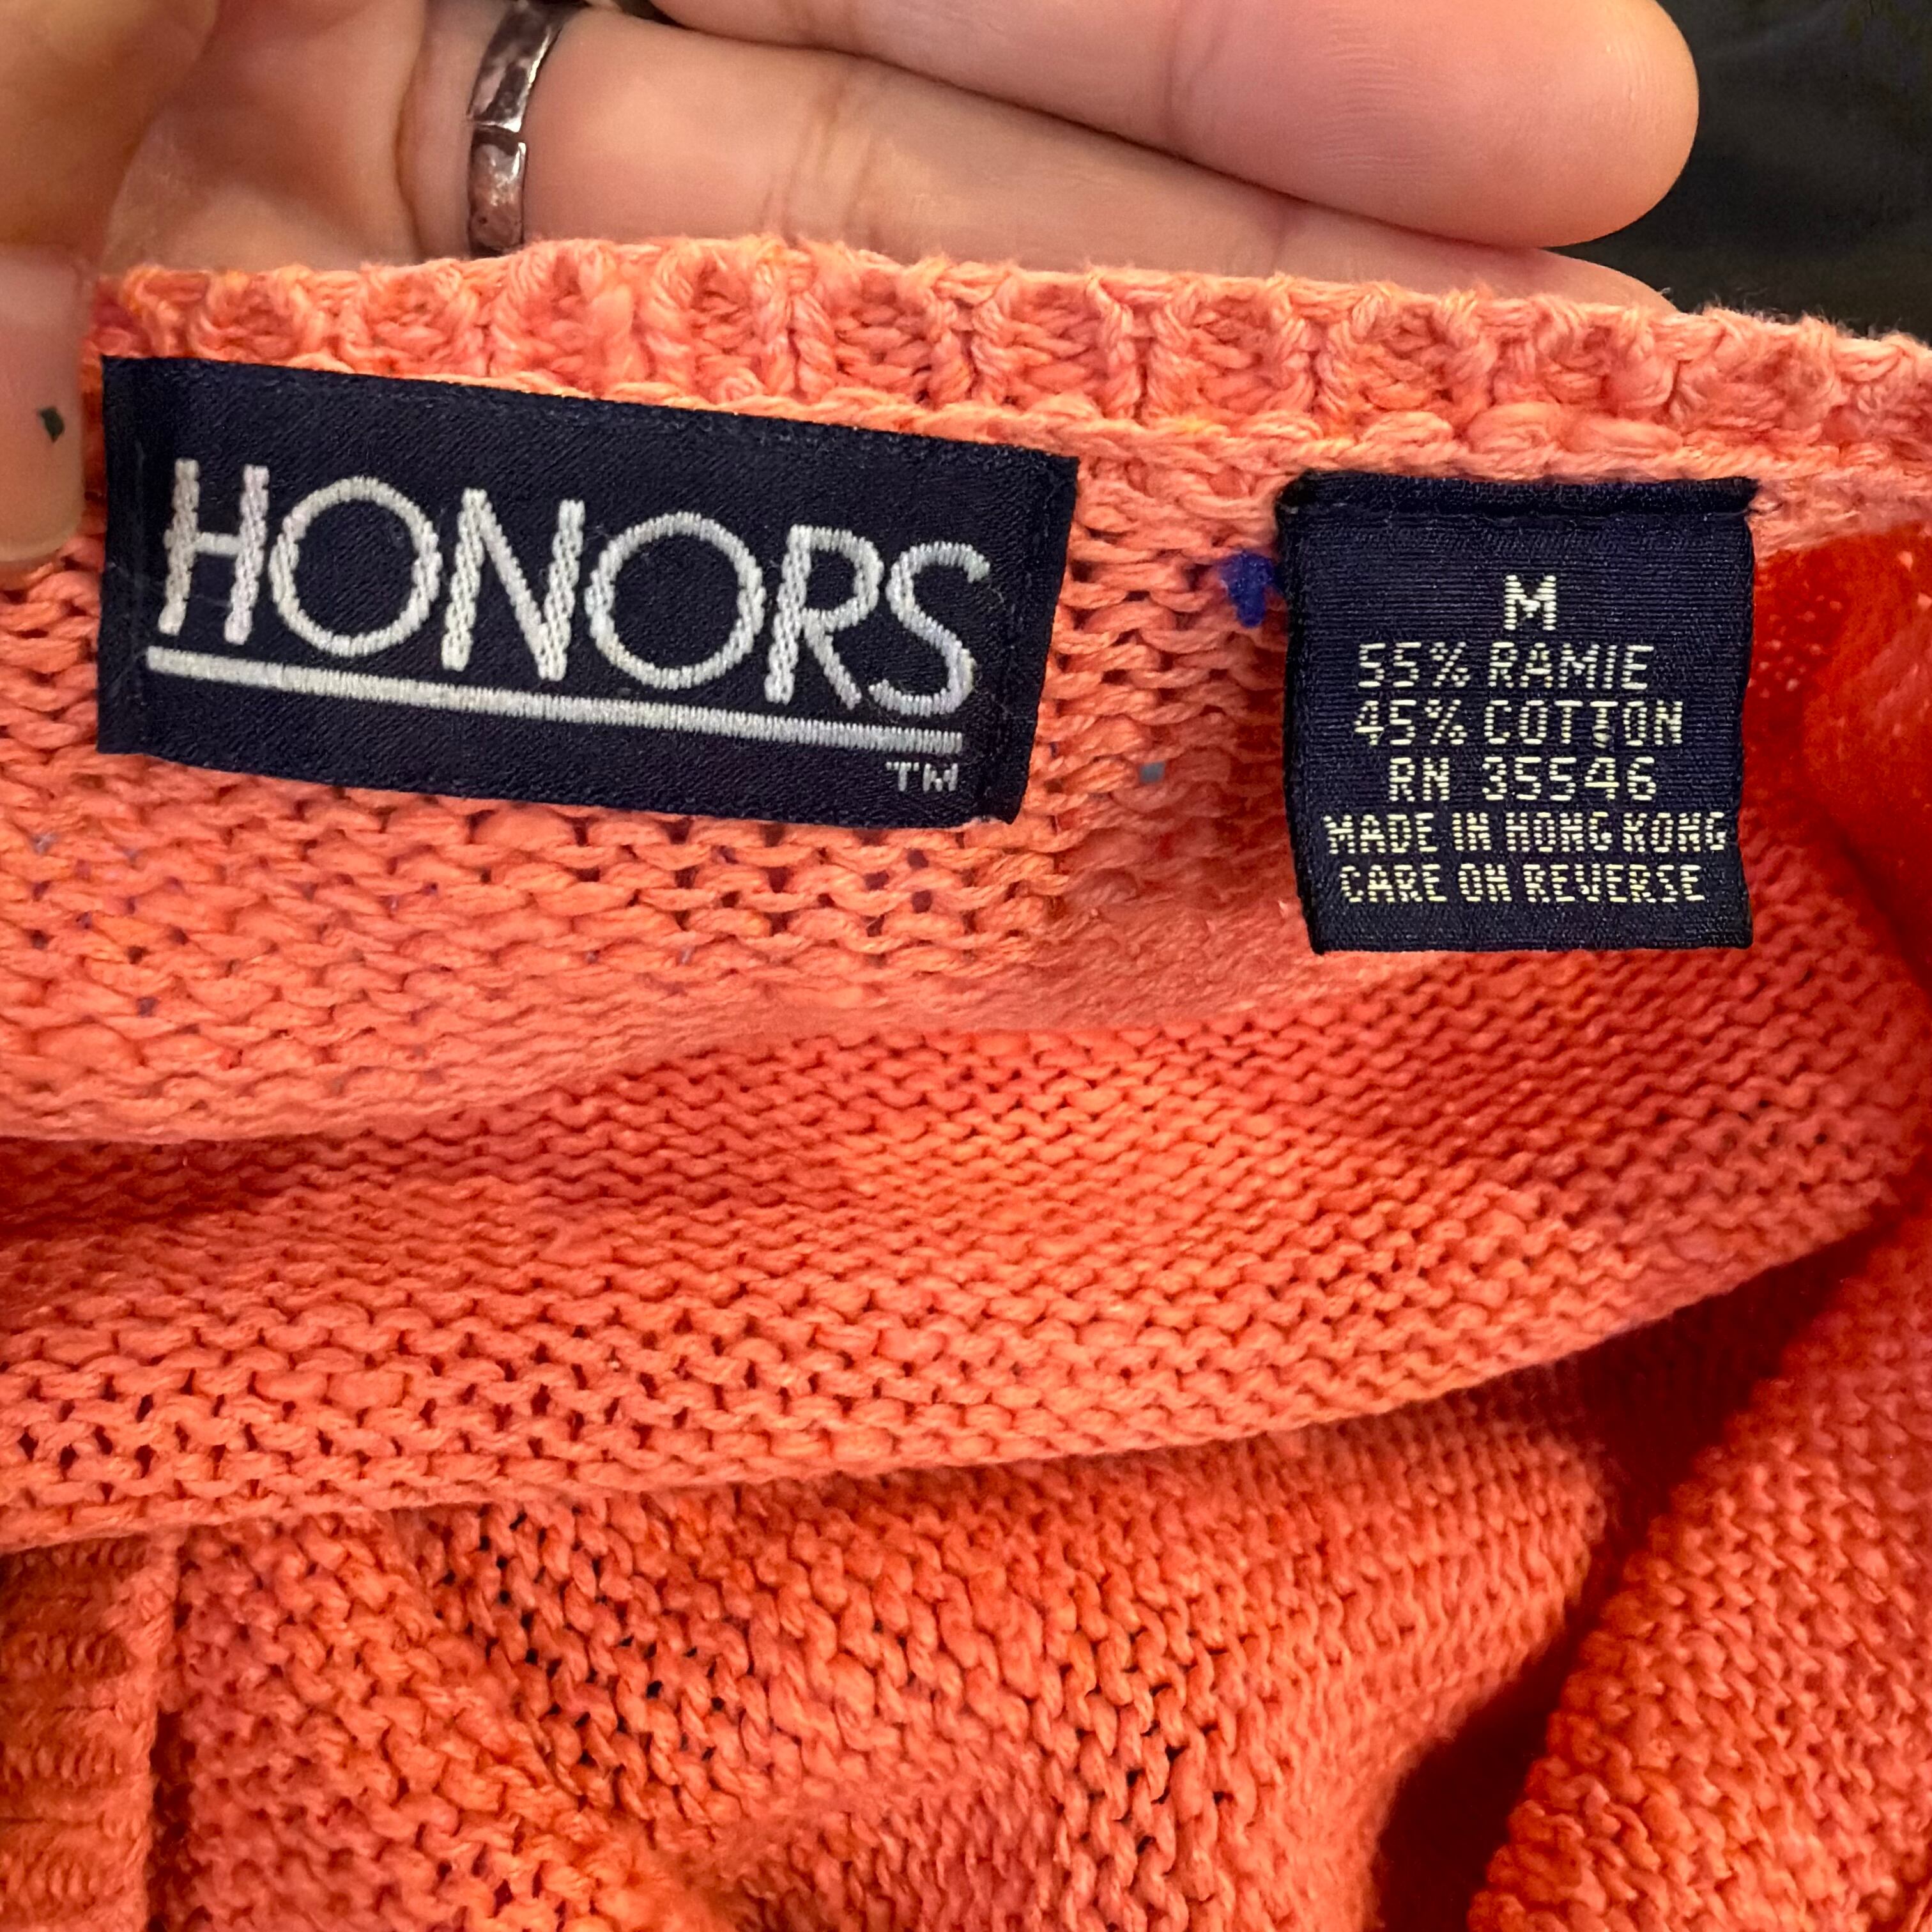 HONORS
TM
M
55% RAMIE
45% COTTON
RN 35546
MADE IN HONG KONG
CARE ON REVERSE